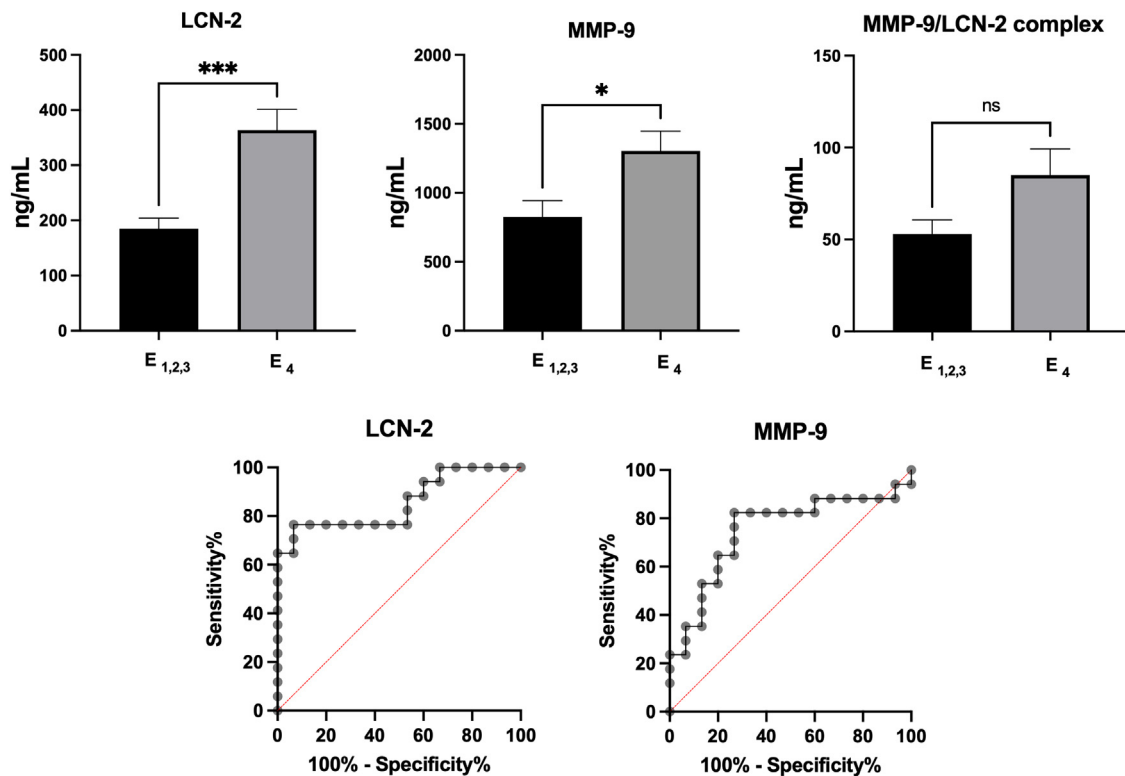 LCN-2
500
400
300
200
100
0
ng/mL
***
E 1,2,3
E 4
MMP-9
2000
1500
1000
500
0
ng/mL
*
E 1,2,3
E 4
MMP-9/LCN-2 complex
150
100
50
0
ng/mL
ns
E 1,2,3
E 4
LCN-2
100
80
60
40
20
0
Sensitivity%
0 20 40 60 80 100
100% - Specificity%
MMP-9
100
80
60
40
20
0
Sensitivity%
0 20 40 60 80 100
100% - Specificity%